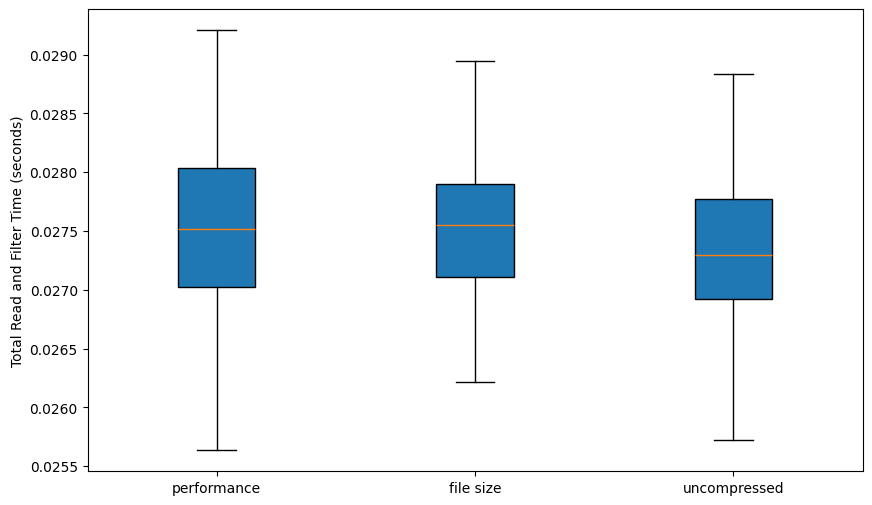 Total Read and Filter Time (seconds)
0.0290
0.0285
0.0280
0.0275
0.0270
0.0265
0.0260
0.0255
performance
file size
uncompressed